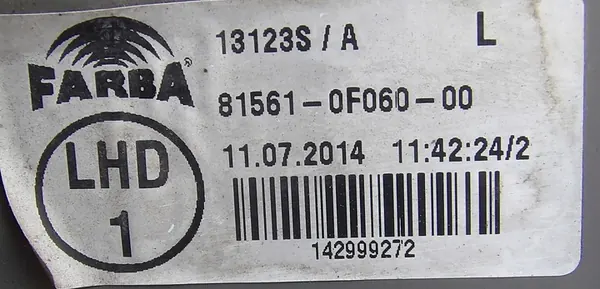 13123S/A L
FARBA®
81561-0F060-00
LHD
1
11.07.2014 11:42:24/2
142999272